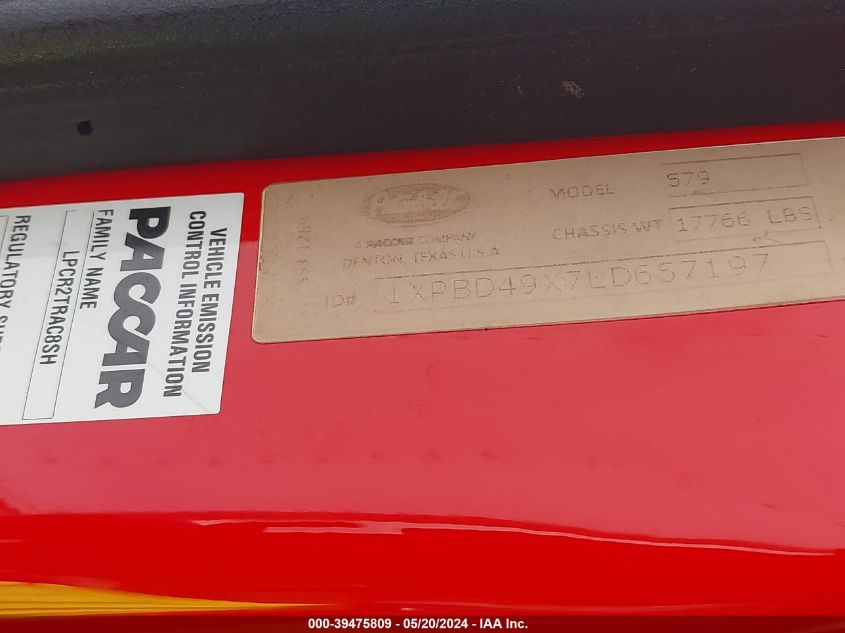 VEHICLE EMISSION
CONTROL INFORMATION
PACCAR
FAMILY NAME
LPCR2TRAC8SH
REGULATORY
Peterbilt
A PACCAR COMPANY
DENTON, TEXAS U.S.A.
MODEL 579
CHASSIS WT 17766 LBS
ID# 1XPBD49X7LD657197
000-39475809 - 05/20/2024 - IAA Inc.